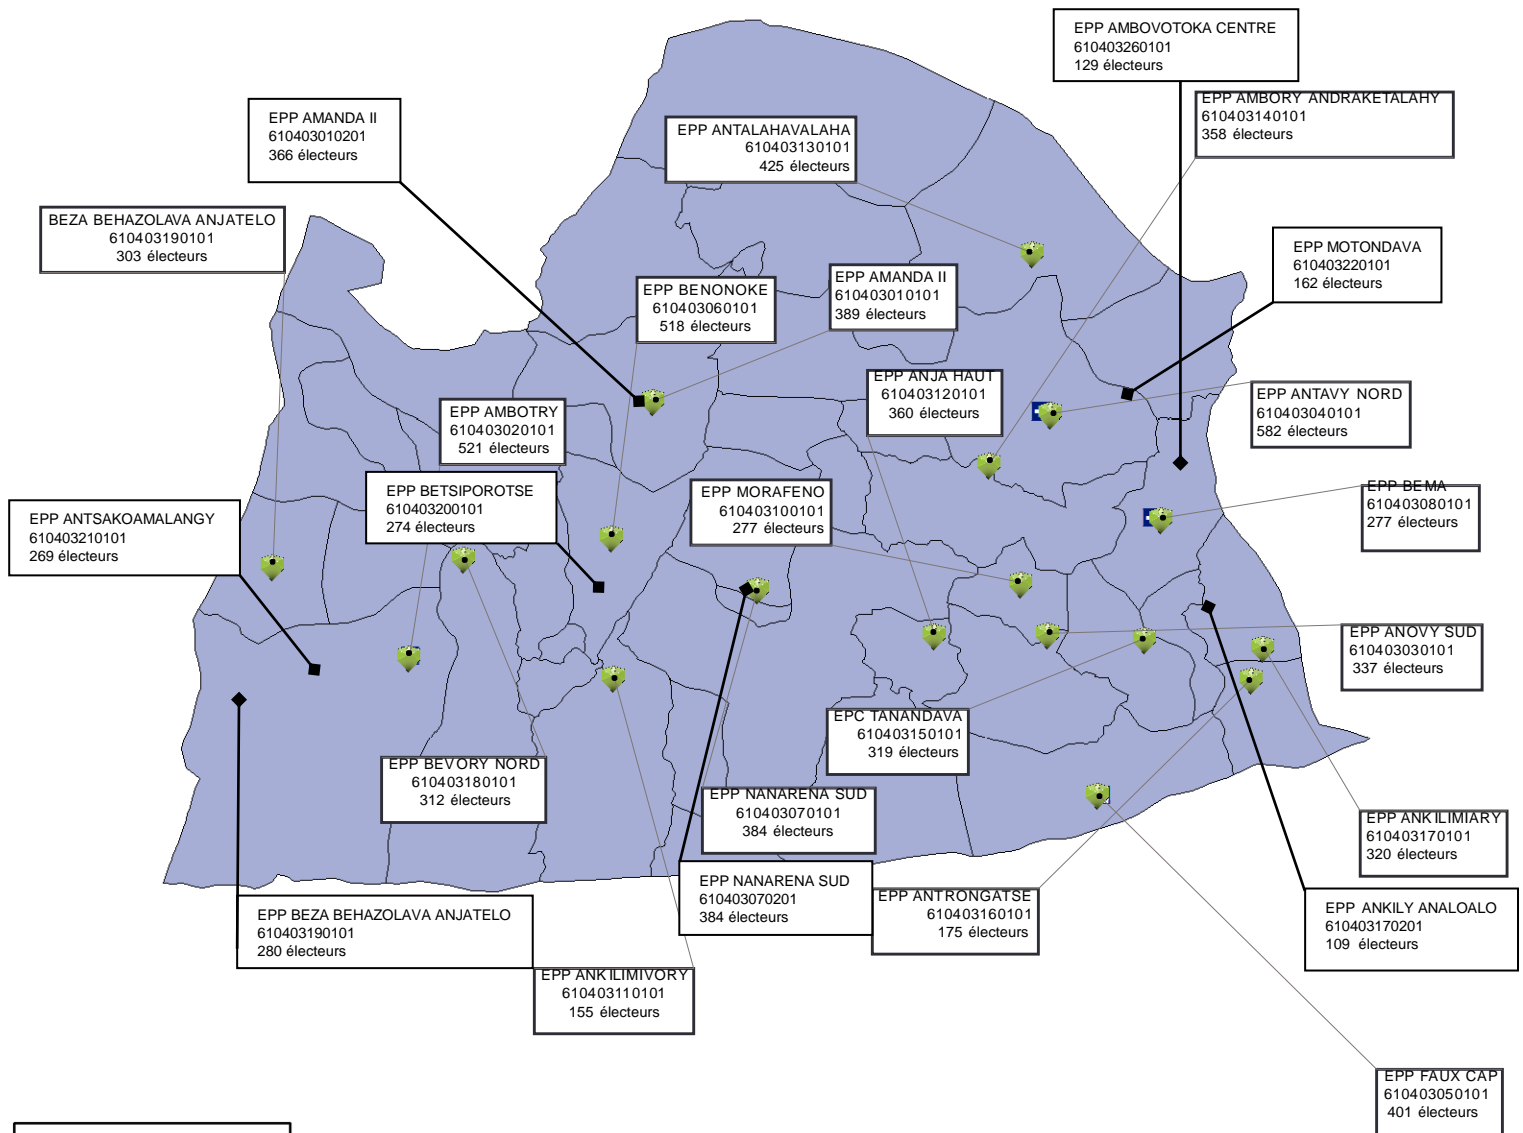 EPP AMBOVOTOKA CENTRE
610403260101
129 électeurs
EPP AMBORY ANDRAKETALAHY
610403140101
358 électeurs
EPP AMANDA II
610403010201
366 électeurs
EPP ANTALAHAVALAHA
610403130101
425 électeurs
BEZA BEHAZOLAVA ANJATELO
610403190101
303 électeurs
EPP MOTONDAVA
610403220101
162 électeurs
EPP BENONOKE
610403060101
518 électeurs
EPP AMANDA II
610403010101
389 électeurs
EPP ANJA HAUT
610403120101
360 électeurs
EPP ANTAVY NORD
610403040101
582 électeurs
EPP AMBOTRY
610403020101
521 électeurs
EPP BETSIPOROTSE
610403200101
274 électeurs
EPP MORAFENO
610403100101
277 électeurs
EPP BEMA
610403080101
277 électeurs
EPP ANTSAKOAMALANGY
610403210101
269 électeurs
EPP ANOVY SUD
610403030101
337 électeurs
EPC TANANDAVA
610403150101
319 électeurs
EPP BEVORY NORD
610403180101
312 électeurs
EPP NANARENA SUD
610403070101
384 électeurs
EPP ANKILIMIARY
610403170101
320 électeurs
EPP NANARENA SUD
610403070201
384 électeurs
EPP ANTRONGATSE
610403160101
175 électeurs
EPP ANKILY ANALOALO
610403170201
109 électeurs
EPP BEZA BEHAZOLAVA ANJATELO
610403190101
280 électeurs
EPP ANKILIMIVORY
610403110101
155 électeurs
EPP FAUX CAP
610403050101
401 électeurs